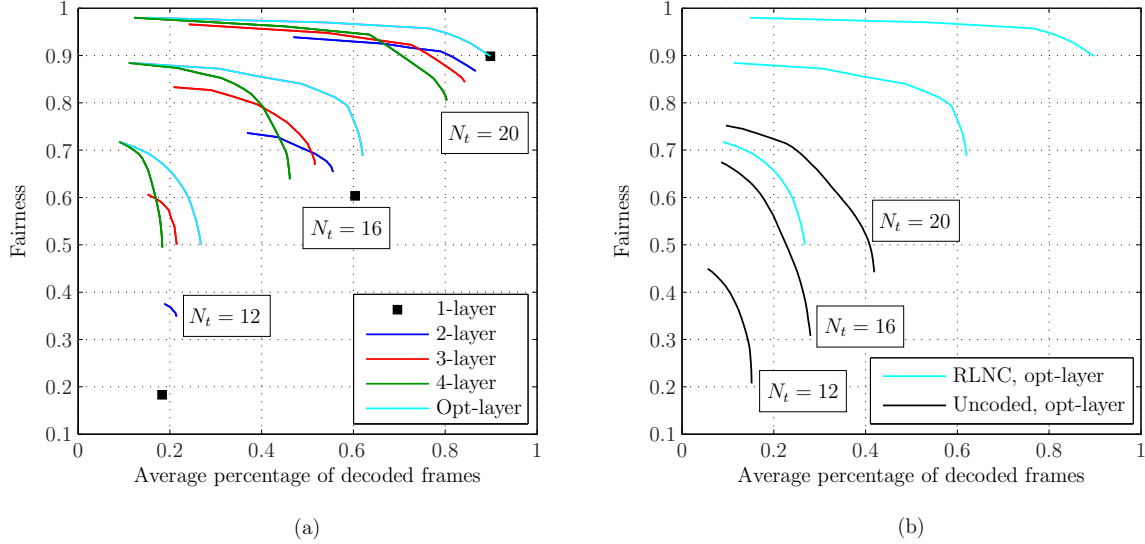 1
0.9
0.8
0.7
0.6
0.5
0.4
0.3
0.2
0.1
Fairness
N_t = 20
N_t = 16
N_t = 12
1-layer
2-layer
3-layer
4-layer
Opt-layer
0
0.2
0.4
0.6
0.8
1
Average percentage of decoded frames
(a)
1
0.9
0.8
0.7
0.6
0.5
0.4
0.3
0.2
0.1
Fairness
N_t = 20
N_t = 16
N_t = 12
RLNC, opt-layer
Uncoded, opt-layer
0
0.2
0.4
0.6
0.8
1
Average percentage of decoded frames
(b)